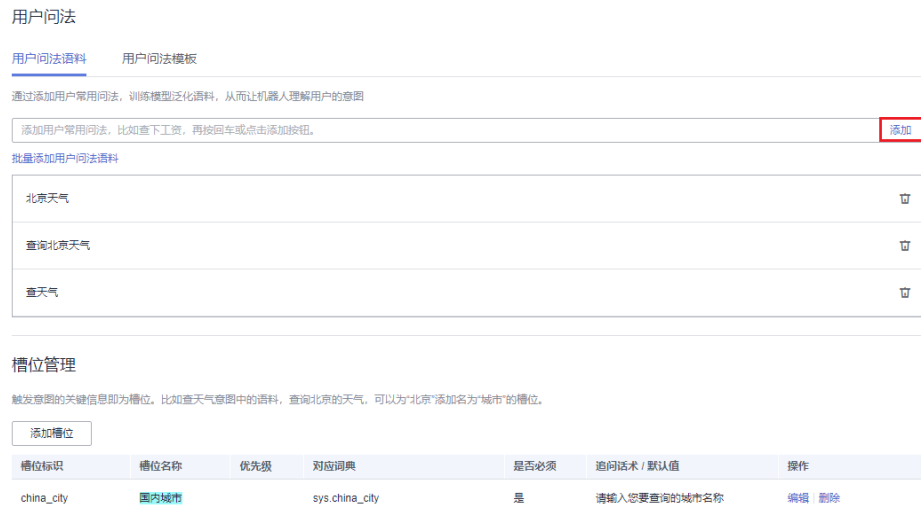 用户问法
用户问法语料 用户问法模板
通过添加用户常用问法，训练模型泛化语料，从而让机器人理解用户的意图
添加用户常用问法，比如查下工资，再按回车或点击添加按钮。 添加
批量添加用户问法语料
北京天气
查询北京天气
查天气
槽位管理
触发意图的关键信息即为槽位。比如查天气意图中的语料，查询北京的天气，可以为“北京”添加名为“城市”的槽位。
添加槽位
槽位标识 槽位名称 优先级 对应词典 是否必须 追问话术 / 默认值 操作
china_city 国内城市 sys.china_city 是 请输入您要查询的城市名称 编辑 | 删除